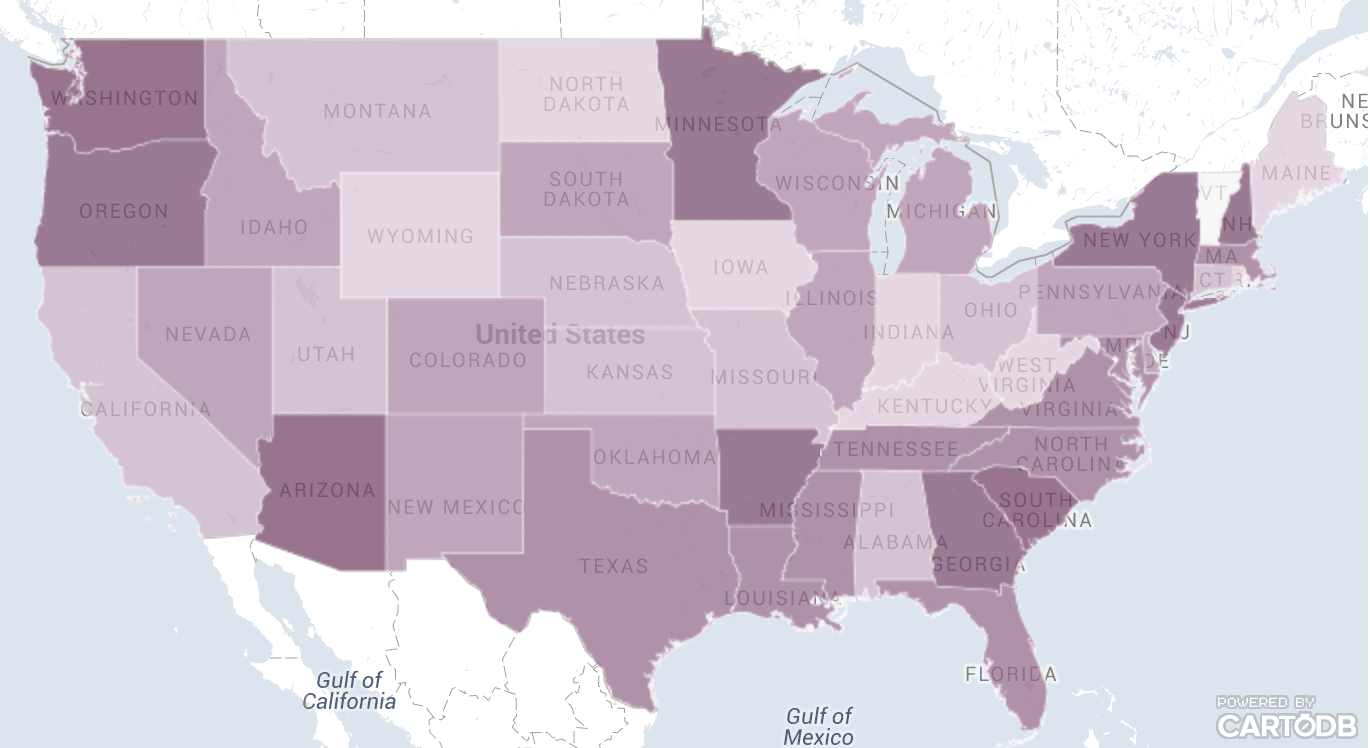 WASHINGTON
MONTANA
NORTH
DAKOTA
MINNESOTA
NE
BRUNS
MAINE
OREGON
IDAHO
SOUTH
DAKOTA
WISCONSIN
MICHIGAN
VT
NH
WYOMING
NEW YORK
IOWA
MA
CT
NEBRASKA
PENNSYLVANIA
ILLINOIS
OHIO
INDIANA
NEVADA
United States
NJ
UTAH
COLORADO
KANSAS
MISSOURI
MD
DE
WEST
VIRGINIA
CALIFORNIA
KENTUCKY
VIRGINIA
TENNESSEE
NORTH
CAROLINA
OKLAHOMA
ARIZONA
NEW MEXICO
MISSISSIPPI
SOUTH
CAROLINA
ALABAMA
GEORGIA
TEXAS
LOUISIANA
FLORIDA
Gulf of
California
Gulf of
Mexico
POWERED BY
CARTODB